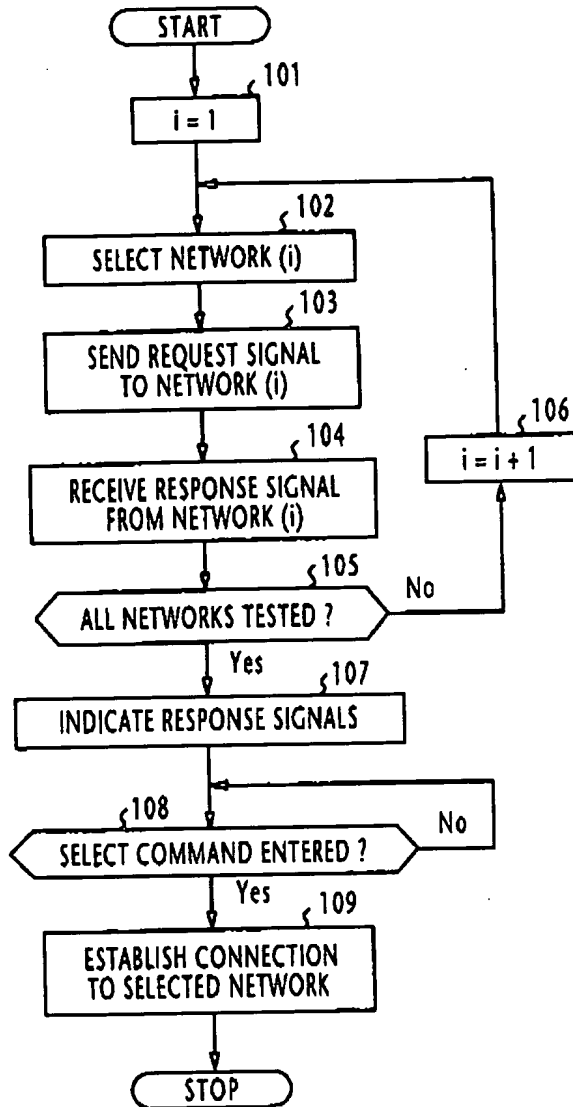 START
101
i = 1
102
SELECT NETWORK (i)
103
SEND REQUEST SIGNAL
TO NETWORK (i)
104
RECEIVE RESPONSE SIGNAL
FROM NETWORK (i)
106
i = i + 1
105
ALL NETWORKS TESTED ?
No
Yes
107
INDICATE RESPONSE SIGNALS
108
SELECT COMMAND ENTERED ?
No
Yes
109
ESTABLISH CONNECTION
TO SELECTED NETWORK
STOP